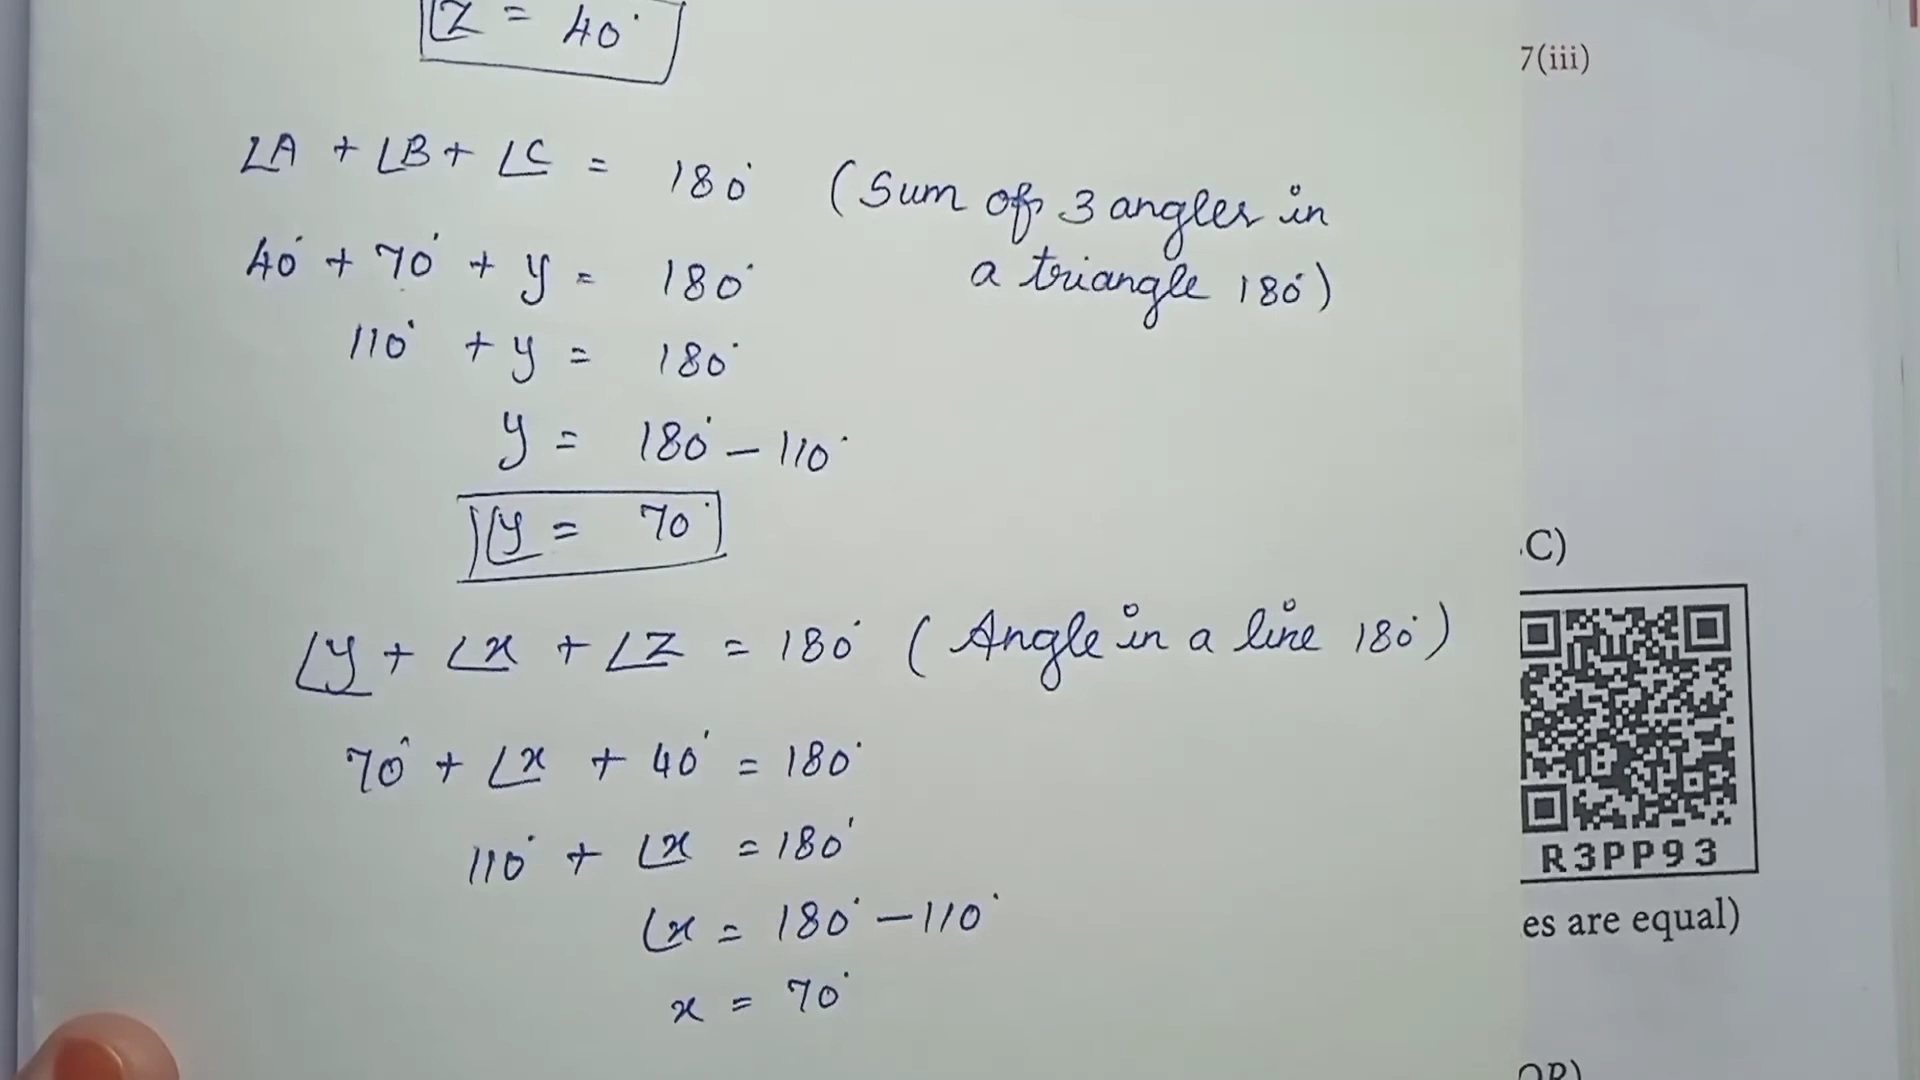 ∠Z = 40°
7(iii)
∠A + ∠B + ∠C = 180° (Sum of 3 angles in
a triangle 180°)
40° + 70° + y = 180°
110° + y = 180°
y = 180° – 110°
∠y = 70°
C)
∠y + ∠x + ∠Z = 180° (Angle in a line 180°)
70° + ∠x + 40° = 180°
110° + ∠x = 180°
R3PP93
∠x = 180° – 110°
es are equal)
x = 70°